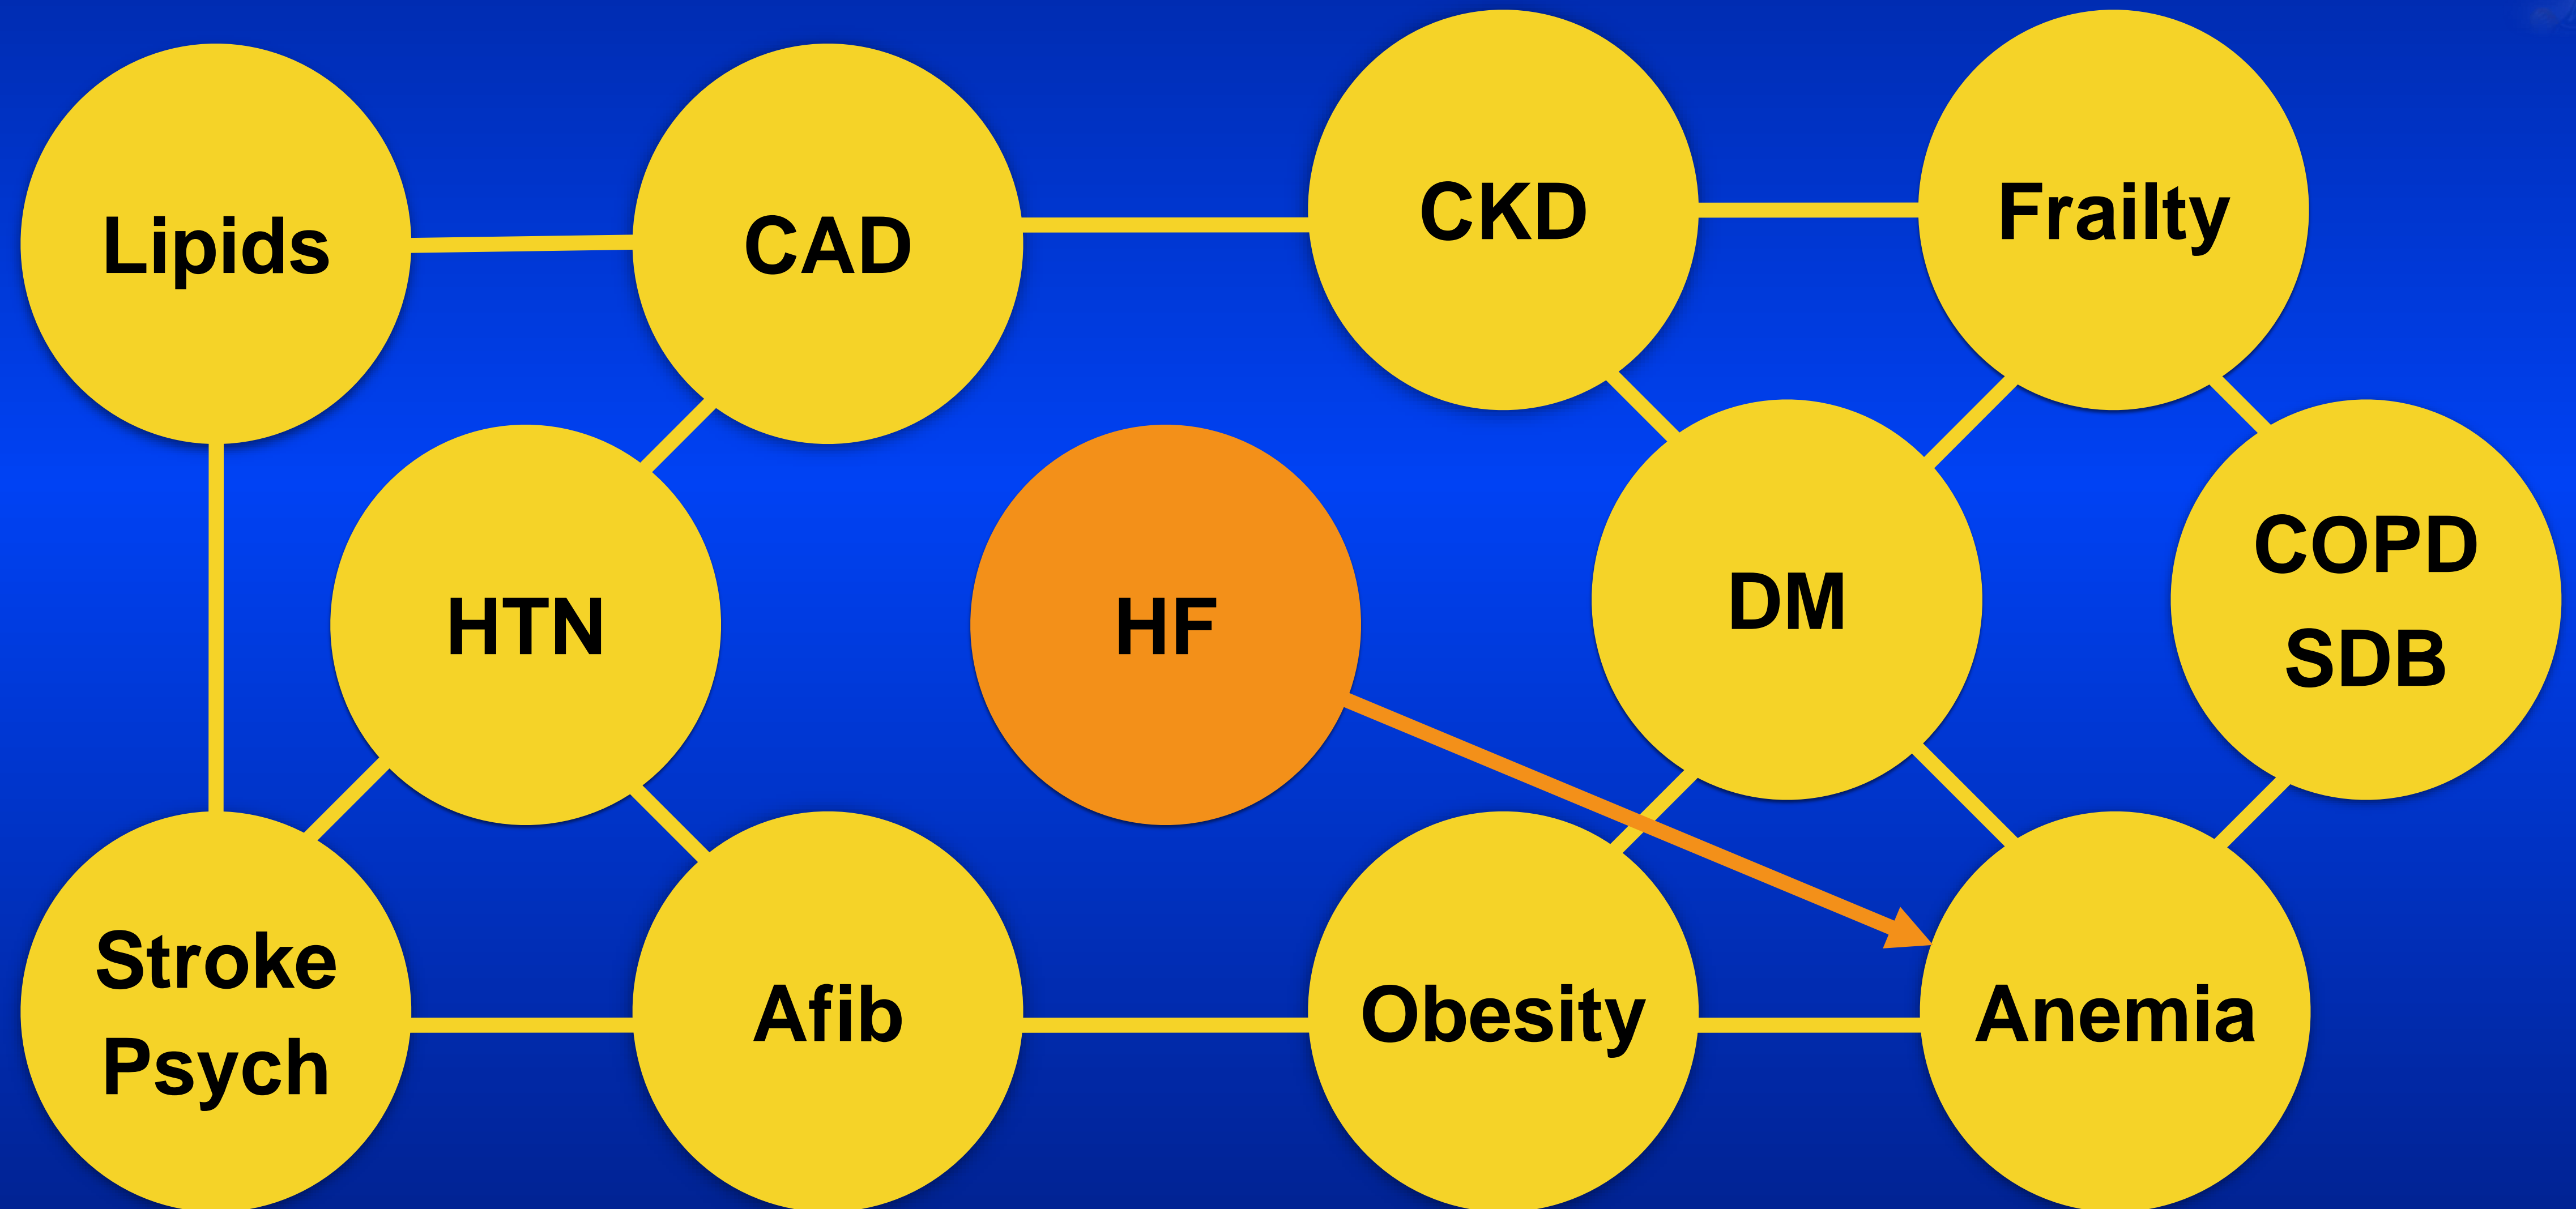 Lipids
CAD
CKD
Frailty
HTN
HF
DM
COPD
SDB
Stroke
Psych
Afib
Obesity
Anemia